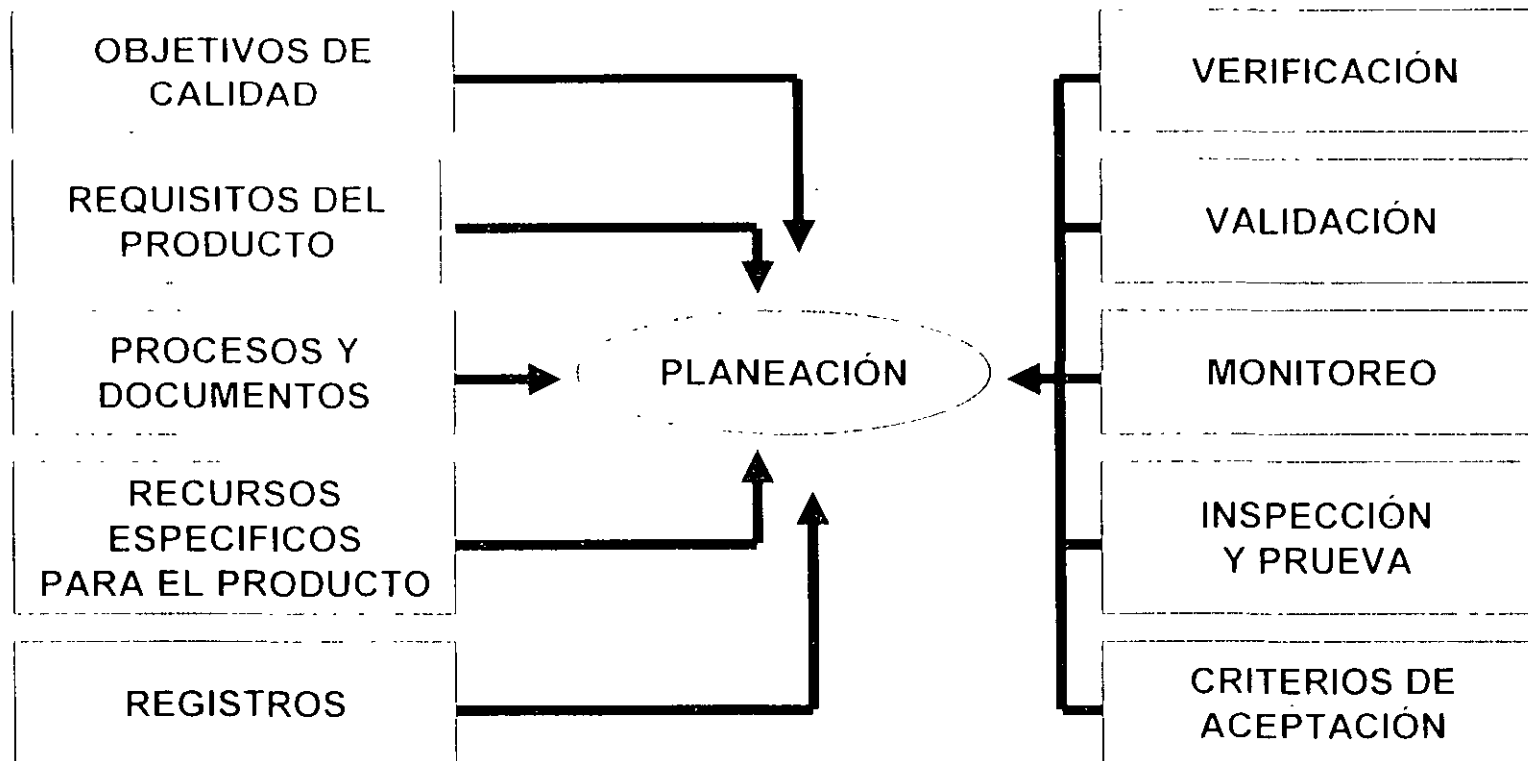 OBJETIVOS DE
CALIDAD
REQUISITOS DEL
PRODUCTO
PROCESOS Y
DOCUMENTOS
RECURSOS
ESPECIFICOS
PARA EL PRODUCTO
REGISTROS
PLANEACIÓN
VERIFICACIÓN
VALIDACIÓN
MONITOREO
INSPECCIÓN
Y PRUEVA
CRITERIOS DE
ACEPTACIÓN